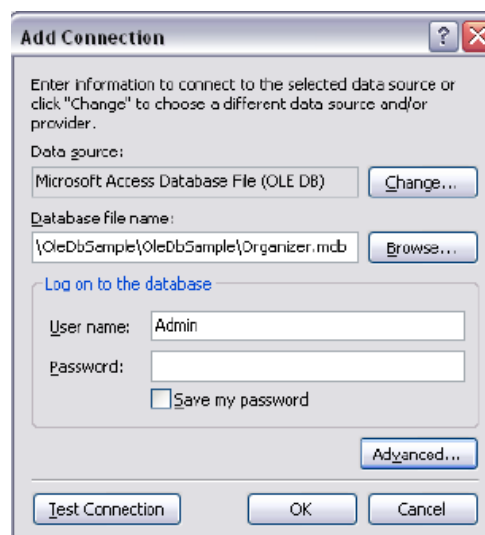 Add Connection
?
Enter information to connect to the selected data source or
click "Change" to choose a different data source and/or
provider.
Data source:
Microsoft Access Database File (OLE DB)
Change...
Database file name:
\OleDbSample\OleDbSample\Organizer.mdb
Browse...
Log on to the database
User name:
Admin
Password:
Save my password
Advanced...
Test Connection
OK
Cancel